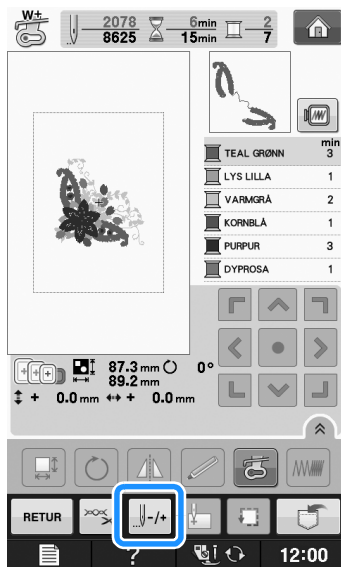 W+
2078
8625
6min
15min
2
7
min
TEAL GRØNN 3
LYS LILLA 1
VARMGRÅ 2
KORNBLÅ 1
PURPUR 3
DYPROSA 1
87.3 mm 0°
89.2 mm
+ 0.0 mm + 0.0 mm
RETUR
-/+
? 12:00